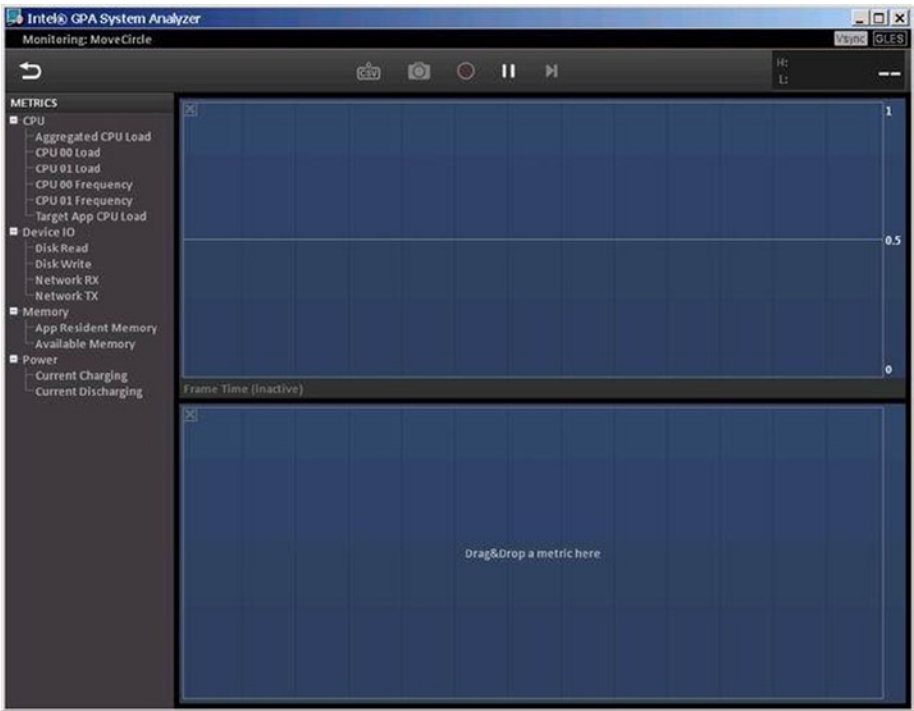 Intel® GPA System Analyzer
Monitoring: MoveCircle
Vsync GLES
CSV
H:
L:
--
METRICS
CPU
Aggregated CPU Load
CPU 00 Load
CPU 01 Load
CPU 00 Frequency
CPU 01 Frequency
Target App CPU Load
Device IO
Disk Read
Disk Write
Network RX
Network TX
Memory
App Resident Memory
Available Memory
Power
Current Charging
Current Discharging
1
0.5
0
Frame Time (inactive)
Drag&Drop a metric here